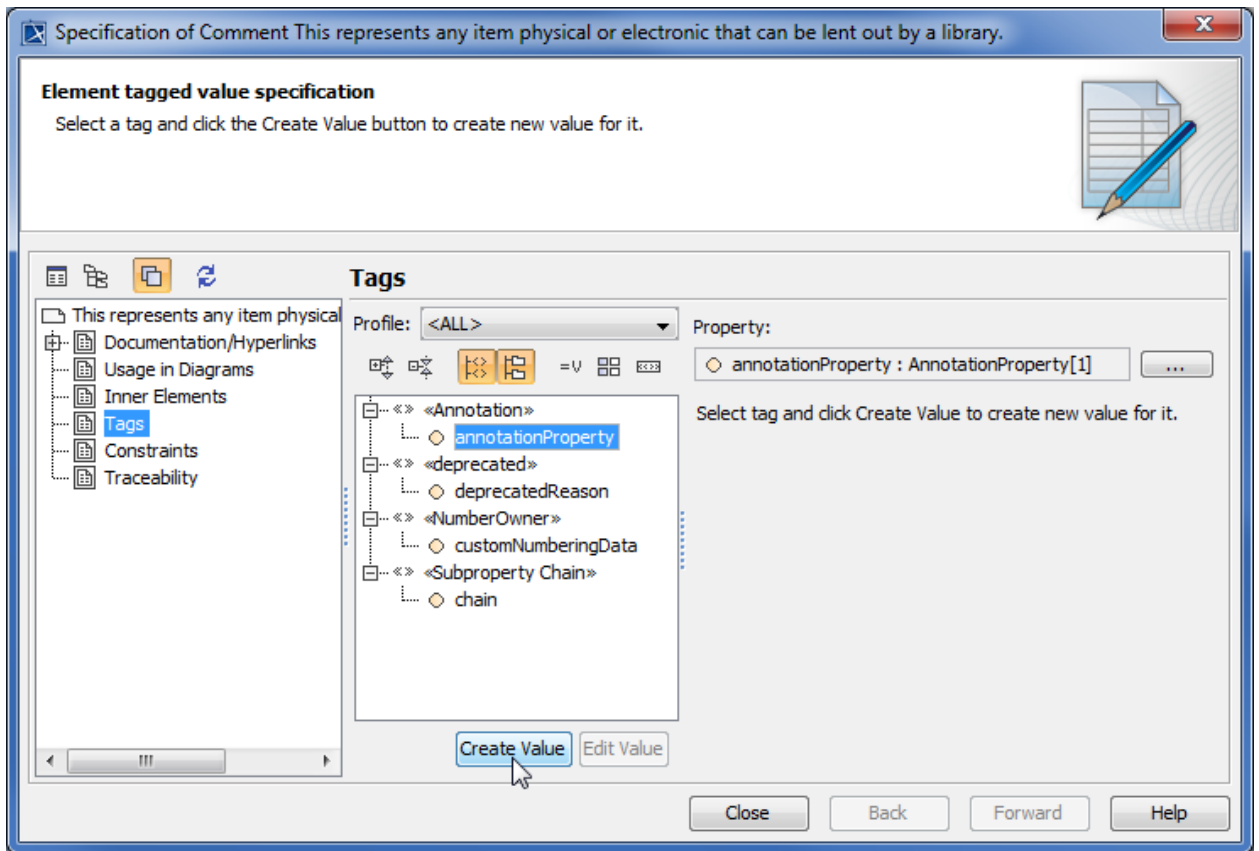 Specification of Comment This represents any item physical or electronic that can be lent out by a library.
Element tagged value specification
Select a tag and click the Create Value button to create new value for it.
This represents any item physical
Documentation/Hyperlinks
Usage in Diagrams
Inner Elements
Tags
Constraints
Traceability
Tags
Profile: <ALL>
=V
«» «Annotation»
annotationProperty
«» «deprecated»
deprecatedReason
«» «NumberOwner»
customNumberingData
«» «Subproperty Chain»
chain
Create Value Edit Value
Property:
annotationProperty : AnnotationProperty[1] ...
Select tag and click Create Value to create new value for it.
Close Back Forward Help